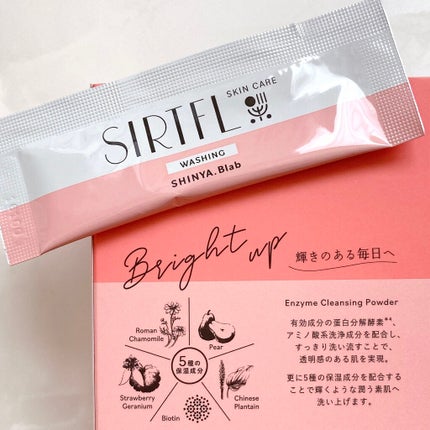 SKIN CARE
SIRTFL
WASHING
SHINYA.Blab
Bright up
輝きのある毎日へ
Enzyme Cleansing Powder
有効成分の蛋白分解酵素**、
アミノ酸系洗浄成分を配合し、
すっきり洗い流すことで、
透明感のある肌を実現。
更に5種の保湿成分を配合する
ことで輝くような潤う素肌へ
洗い上げます。
Roman
Chamomile
Pear
5種の
保湿成分
Strawberry
Geranium
Biotin
Chinese
Plantain